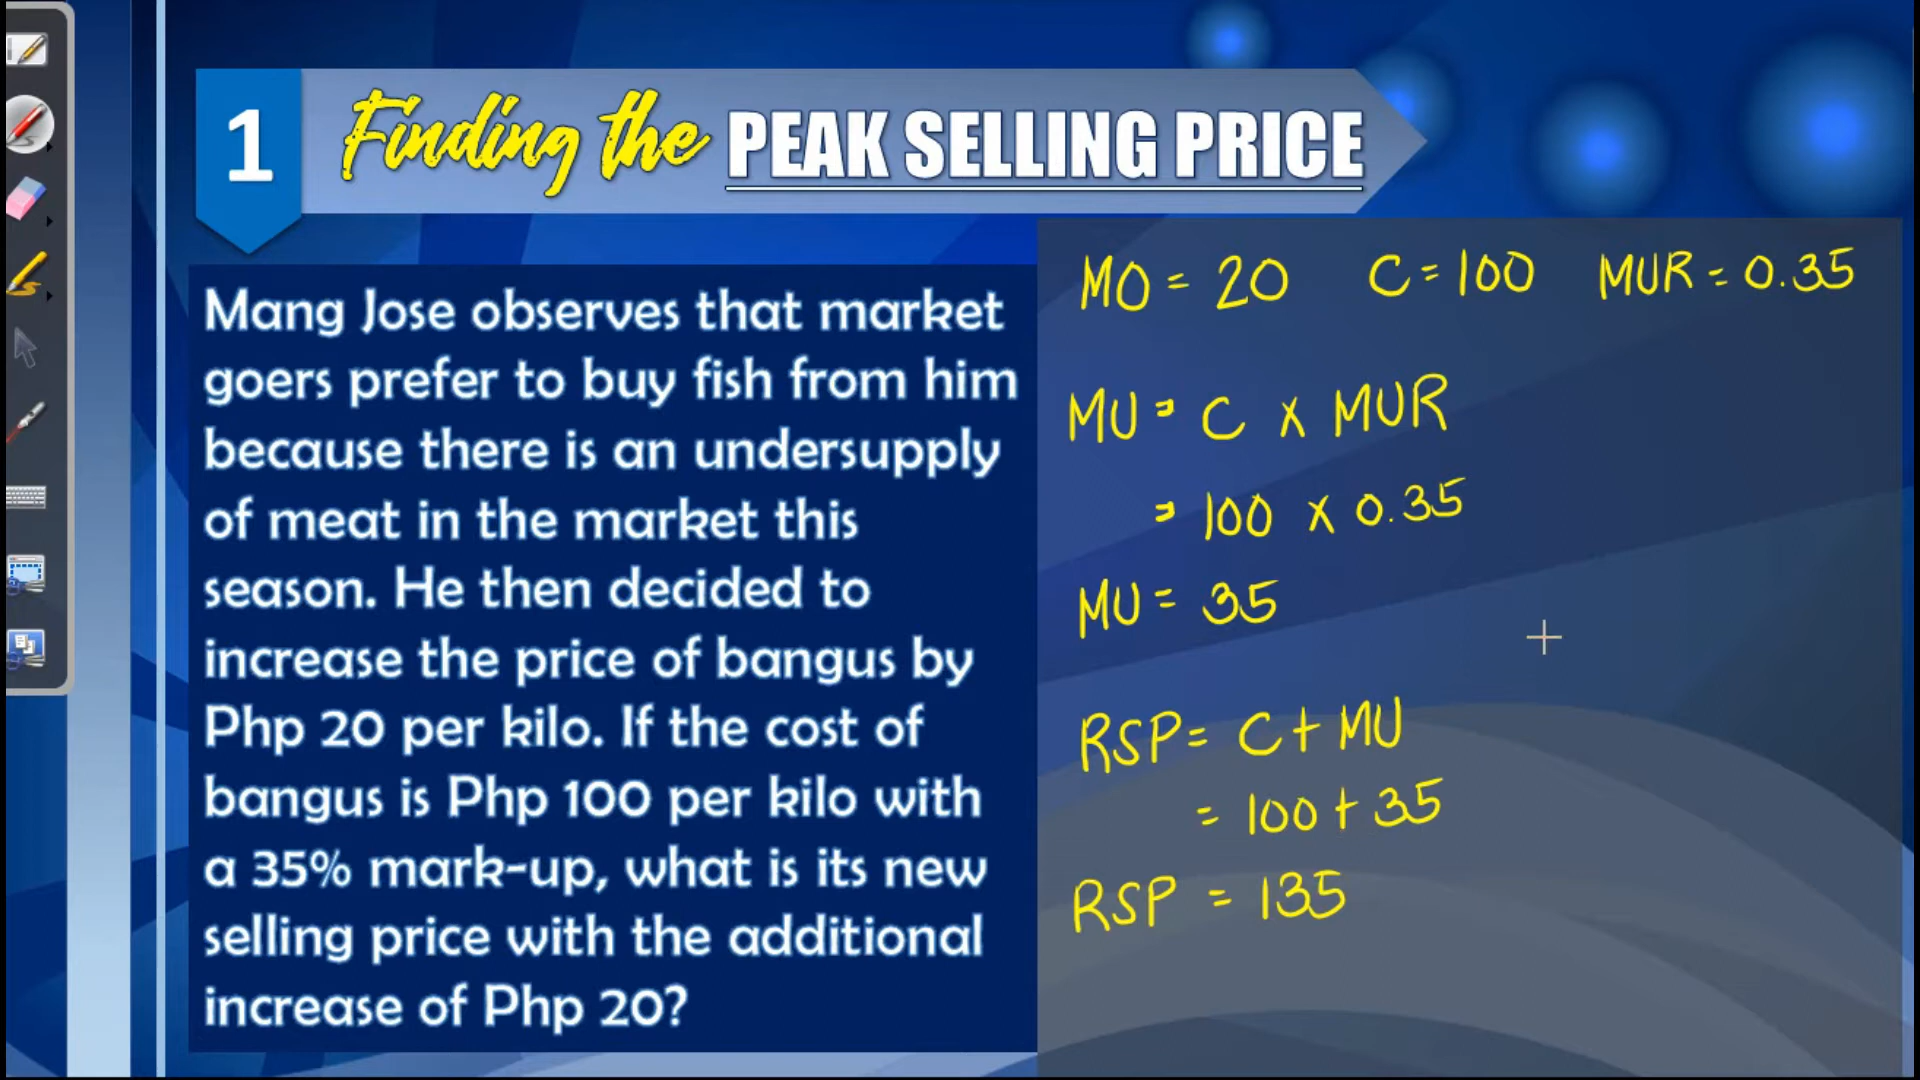 1
Finding the PEAK SELLING PRICE
Mang Jose observes that market
goers prefer to buy fish from him
because there is an undersupply
of meat in the market this
season. He then decided to
increase the price of bangus by
Php 20 per kilo. If the cost of
bangus is Php 100 per kilo with
a 35% mark-up, what is its new
selling price with the additional
increase of Php 20?
MO = 20 C = 100 MUR = 0.35
MU = C x MUR
= 100 x 0.35
MU = 35
RSP = C + MU
= 100 + 35
RSP = 135